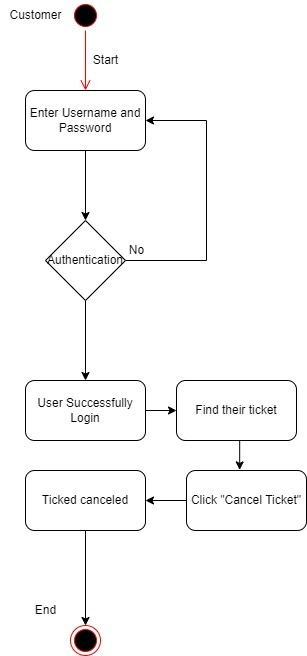 Customer
Start
Enter Username and
Password
Authentication
No
User Successfully
Login
Find their ticket
Click "Cancel Ticket"
Ticked canceled
End